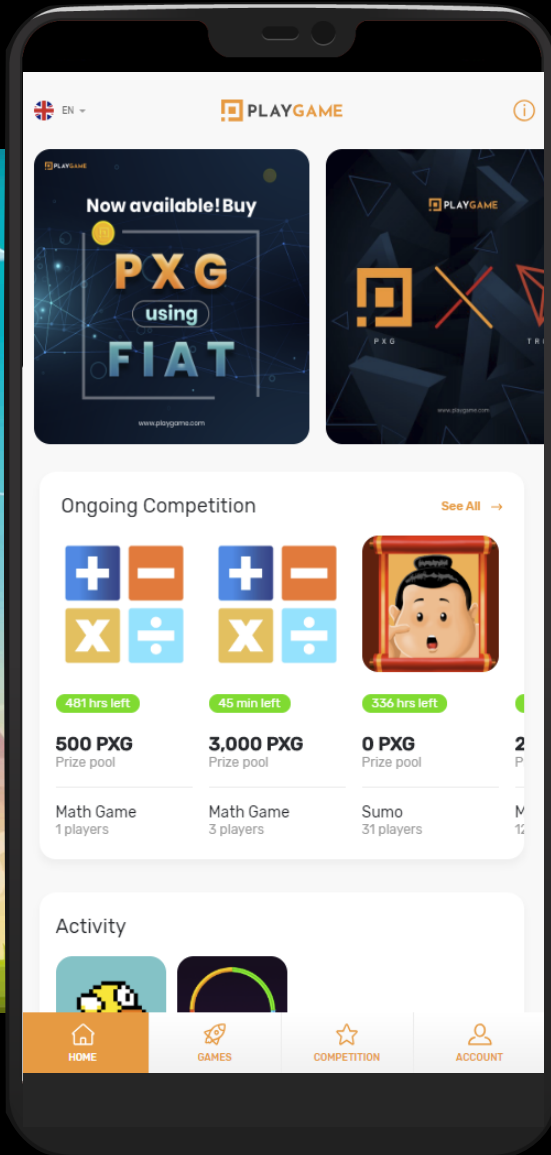 EN
PLAYGAME
PLAYGAME
Now available! Buy
PXG
using
FIAT
www.playgame.com
PLAYGAME
PXG
TR
www.playgame.com
Ongoing Competition
See All →
481 hrs left
500 PXG
Prize pool
Math Game
1 players
45 min left
3,000 PXG
Prize pool
Math Game
3 players
336 hrs left
0 PXG
Prize pool
Sumo
31 players
2
P
M
12
Activity
HOME
GAMES
COMPETITION
ACCOUNT